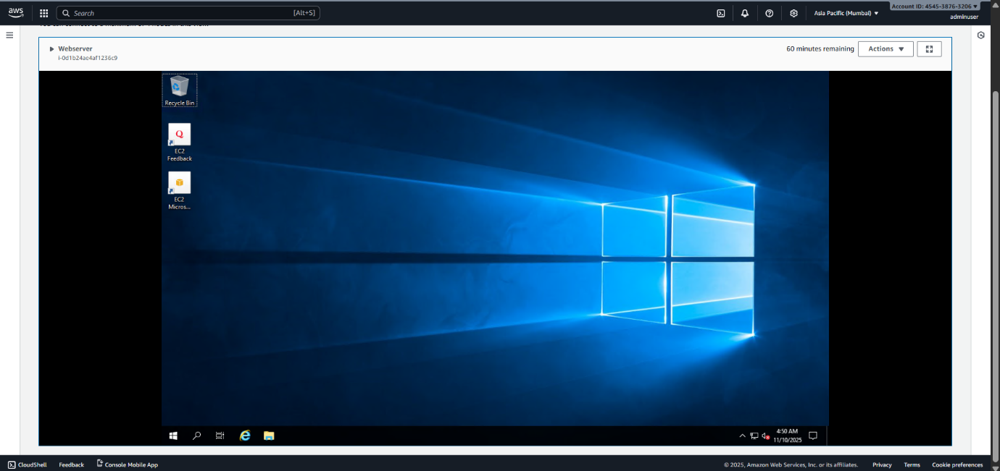 aws
Search
[Alt+S]
Asia Pacific (Mumbai)
Account ID: 4545-3876-3206
adminuser
Webserver
i-0d1b24ae4af1236c9
60 minutes remaining
Actions
Recycle Bin
Q
EC2
Feedback
EC2
Micros...
4:50 AM
11/10/2025
CloudShell
Feedback
Console Mobile App
© 2025, Amazon Web Services, Inc. or its affiliates.
Privacy
Terms
Cookie preferences